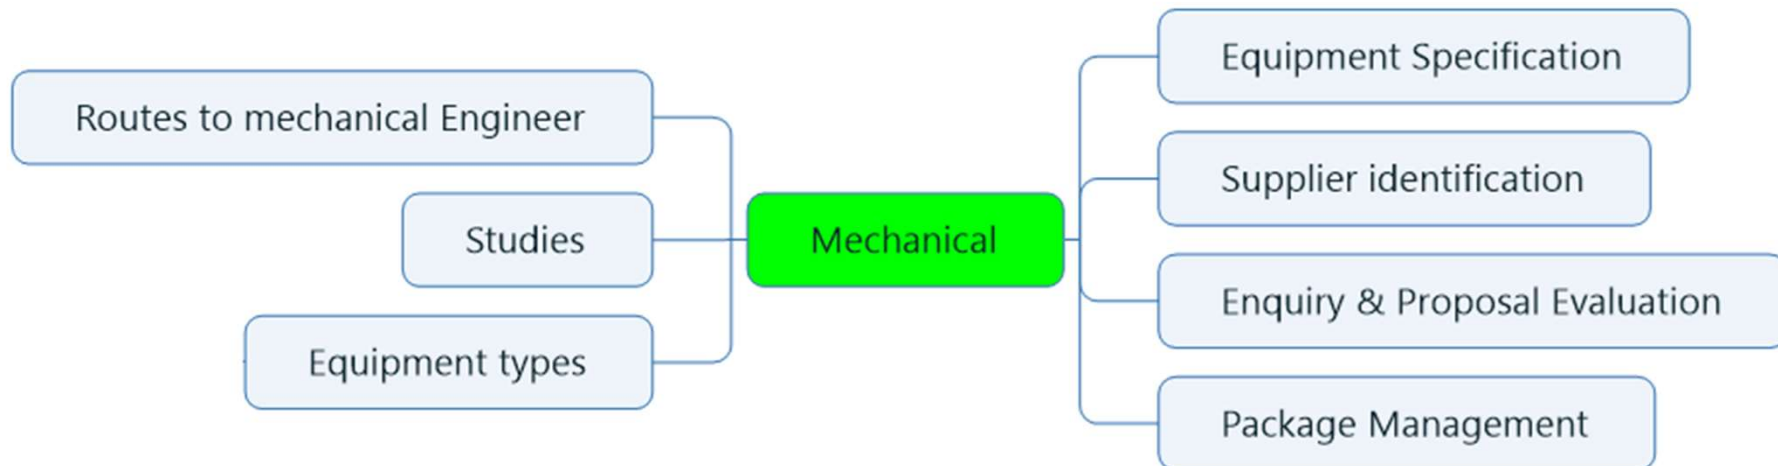 Routes to mechanical Engineer
Studies
Equipment types
Mechanical
Equipment Specification
Supplier identification
Enquiry & Proposal Evaluation
Package Management